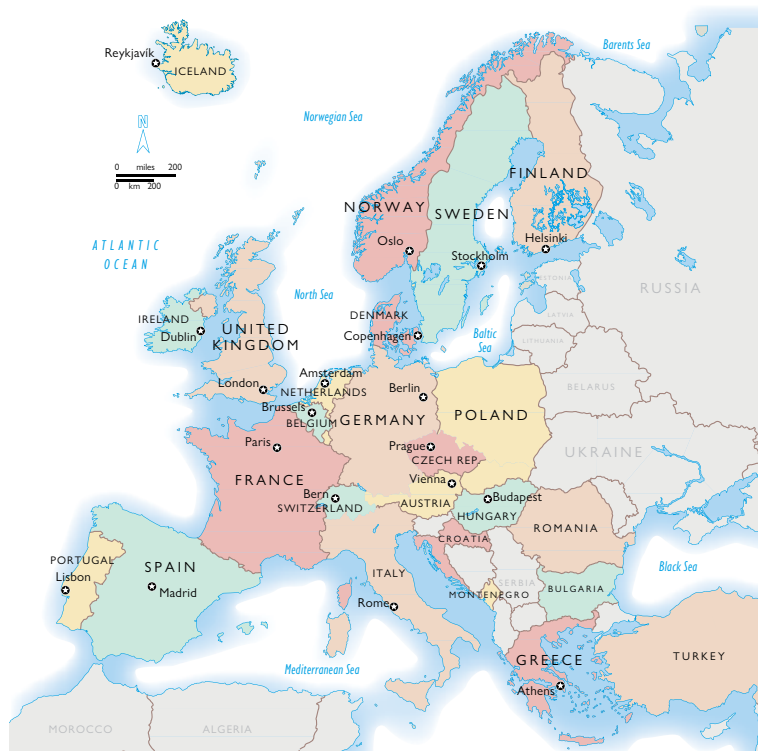 Reykjavík
ICELAND
Barents Sea
Norwegian Sea
N
0 miles 200
0 km 200
FINLAND
NORWAY
SWEDEN
Oslo
Helsinki
Stockholm
ATLANTIC
OCEAN
ESTONIA
RUSSIA
North Sea
LATVIA
IRELAND
DENMARK
Dublin
UNITED
KINGDOM
Copenhagen
Baltic
Sea
LITHUANIA
Amsterdam
London
NETHERLANDS
Berlin
BELARUS
Brussels
BELGIUM
GERMANY
POLAND
Paris
Prague
CZECH REP.
UKRAINE
FRANCE
Vienna
Bern
SWITZERLAND
AUSTRIA
Budapest
HUNGARY
ROMANIA
CROATIA
PORTUGAL
SPAIN
Lisbon
Madrid
ITALY
SERBIA
Black Sea
MONTENEGRO
BULGARIA
Rome
Mediterranean Sea
GREECE
TURKEY
Athens
MOROCCO
ALGERIA